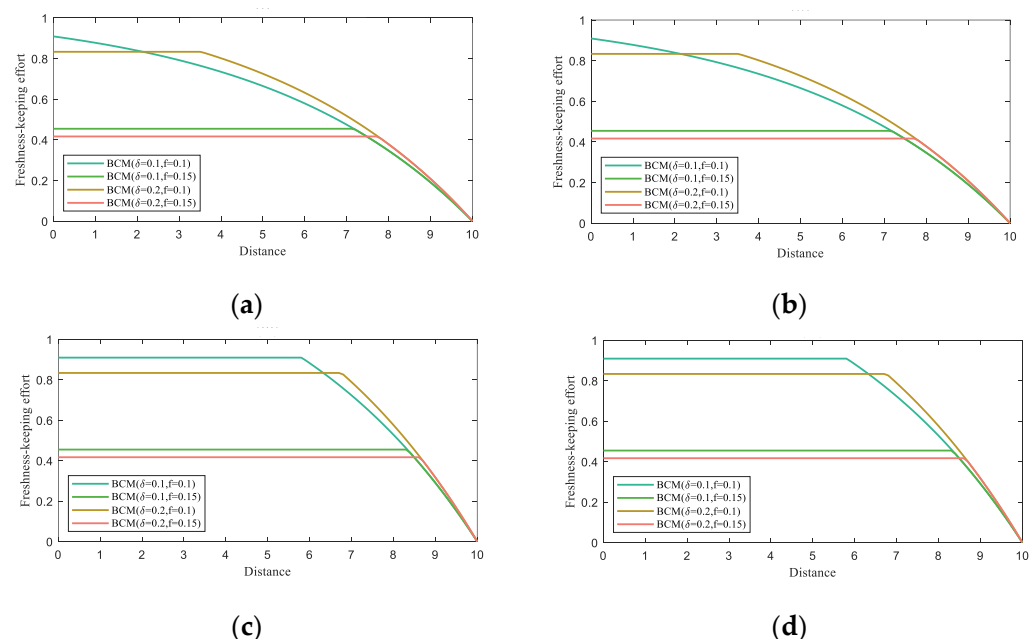 1
0.8
0.6
0.4
0.2
0
Freshness-keeping effort
BCM(δ=0.1,f=0.1)
BCM(δ=0.1,f=0.15)
BCM(δ=0.2,f=0.1)
BCM(δ=0.2,f=0.15)
0 1 2 3 4 5 6 7 8 9 10
Distance
(a)
1
0.8
0.6
0.4
0.2
0
Freshness-keeping effort
BCM(δ=0.1,f=0.1)
BCM(δ=0.1,f=0.15)
BCM(δ=0.2,f=0.1)
BCM(δ=0.2,f=0.15)
0 1 2 3 4 5 6 7 8 9 10
Distance
(b)
1
0.8
0.6
0.4
0.2
0
Freshness-keeping effort
BCM(δ=0.1,f=0.1)
BCM(δ=0.1,f=0.15)
BCM(δ=0.2,f=0.1)
BCM(δ=0.2,f=0.15)
0 1 2 3 4 5 6 7 8 9 10
Distance
(c)
1
0.8
0.6
0.4
0.2
0
Freshness-keeping effort
BCM(δ=0.1,f=0.1)
BCM(δ=0.1,f=0.15)
BCM(δ=0.2,f=0.1)
BCM(δ=0.2,f=0.15)
0 1 2 3 4 5 6 7 8 9 10
Distance
(d)